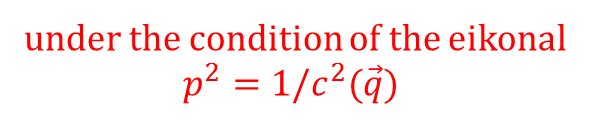 under the condition of the eikonal
p² = 1/c²(q⃗)